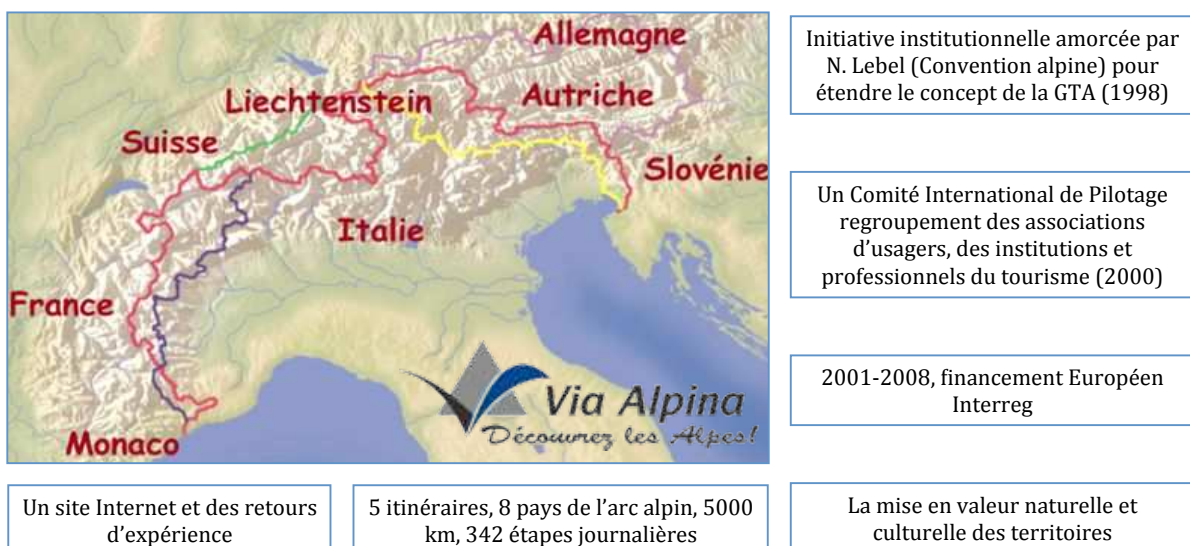 Allemagne
Autriche
Liechtenstein
Suisse
Slovénie
Italie
France
Monaco
Via Alpina
Découvrez les Alpes!
Initiative institutionnelle amorcée par
N. Lebel (Convention alpine) pour
étendre le concept de la GTA (1998)
Un Comité International de Pilotage
regroupement des associations
d'usagers, des institutions et
professionnels du tourisme (2000)
2001-2008, financement Européen
Interreg
Un site Internet et des retours
d'expérience
5 itinéraires, 8 pays de l'arc alpin, 5000
km, 342 étapes journalières
La mise en valeur naturelle et
culturelle des territoires